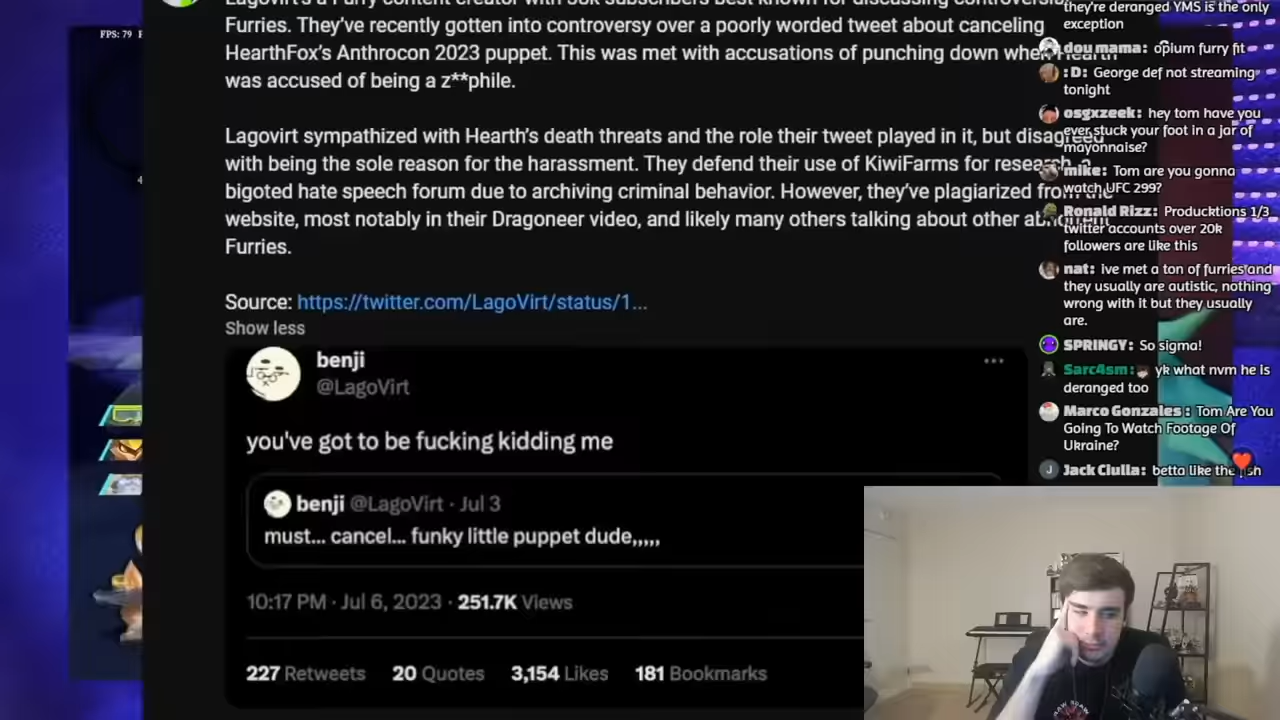 FPS: 79
Lagovirt's a Furry content creator with 50k subscribers best known for discussing controversial
Furries. They've recently gotten into controversy over a poorly worded tweet about canceling
HearthFox's Anthrocon 2023 puppet. This was met with accusations of punching down when Hearth
was accused of being a z**phile.
Lagovirt sympathized with Hearth's death threats and the role their tweet played in it, but disagreed
with being the sole reason for the harassment. They defend their use of KiwiFarms for research, a
bigoted hate speech forum due to archiving criminal behavior. However, they've plagiarized from the
website, most notably in their Dragoneer video, and likely many others talking about other abhorrent
Furries.
Source: https://twitter.com/LagoVirt/status/1...
Show less
benji
@LagoVirt
you've got to be fucking kidding me
benji @LagoVirt · Jul 3
must... cancel... funky little puppet dude,,,,,
10:17 PM · Jul 6, 2023 · 251.7K Views
227 Retweets 20 Quotes 3,154 Likes 181 Bookmarks
they're deranged YMS is the only
exception
dou mama: opium furry fit
:D: George def not streaming
tonight
osgxzeek: hey tom have you
ever stuck your foot in a jar of
mayonnaise?
mike: Tom are you gonna
watch UFC 299?
Ronald Rizz: Producktions 1/3
twitter accounts over 20k
followers are like this
nat: ive met a ton of furries and
they usually are autistic, nothing
wrong with it but they usually
are.
SPRINGY: So sigma!
Sarc4sm: yk what nvm he is
deranged too
Marco Gonzales: Tom Are You
Going To Watch Footage Of
Ukraine?
Jack Ciulla: betta like the fish